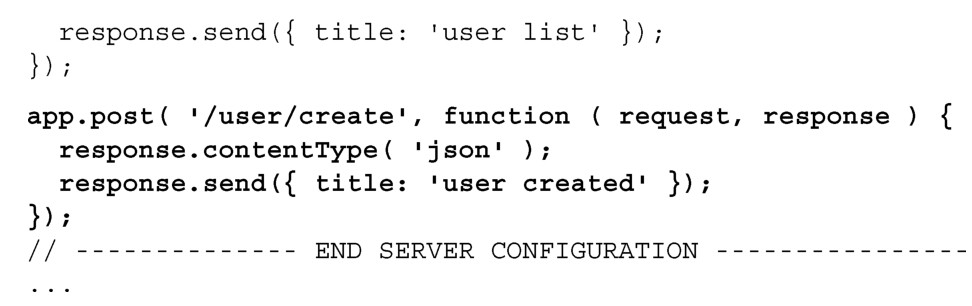 response.send({ title: 'user list' });
});
app.post( '/user/create', function ( request, response ) {
response.contentType( 'json' );
response.send({ title: 'user created' });
});
// -------------- END SERVER CONFIGURATION ----------------
...